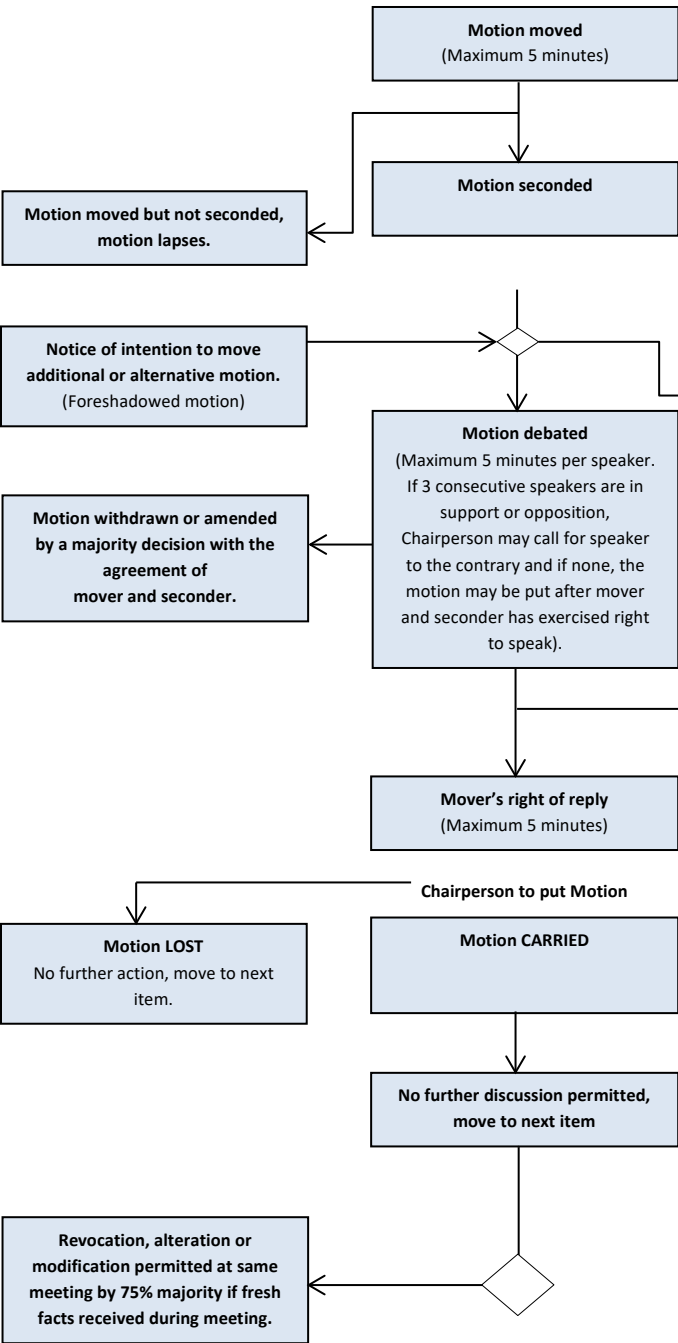 Motion moved
(Maximum 5 minutes)
Motion seconded
Motion moved but not seconded,
motion lapses.
Notice of intention to move
additional or alternative motion.
(Foreshadowed motion)
Motion debated
(Maximum 5 minutes per speaker.
If 3 consecutive speakers are in
support or opposition,
Chairperson may call for speaker
to the contrary and if none, the
motion may be put after mover
and seconder has exercised right
to speak).
Motion withdrawn or amended
by a majority decision with the
agreement of
mover and seconder.
Mover’s right of reply
(Maximum 5 minutes)
Chairperson to put Motion
Motion LOST
No further action, move to next
item.
Motion CARRIED
No further discussion permitted,
move to next item
Revocation, alteration or
modification permitted at same
meeting by 75% majority if fresh
facts received during meeting.